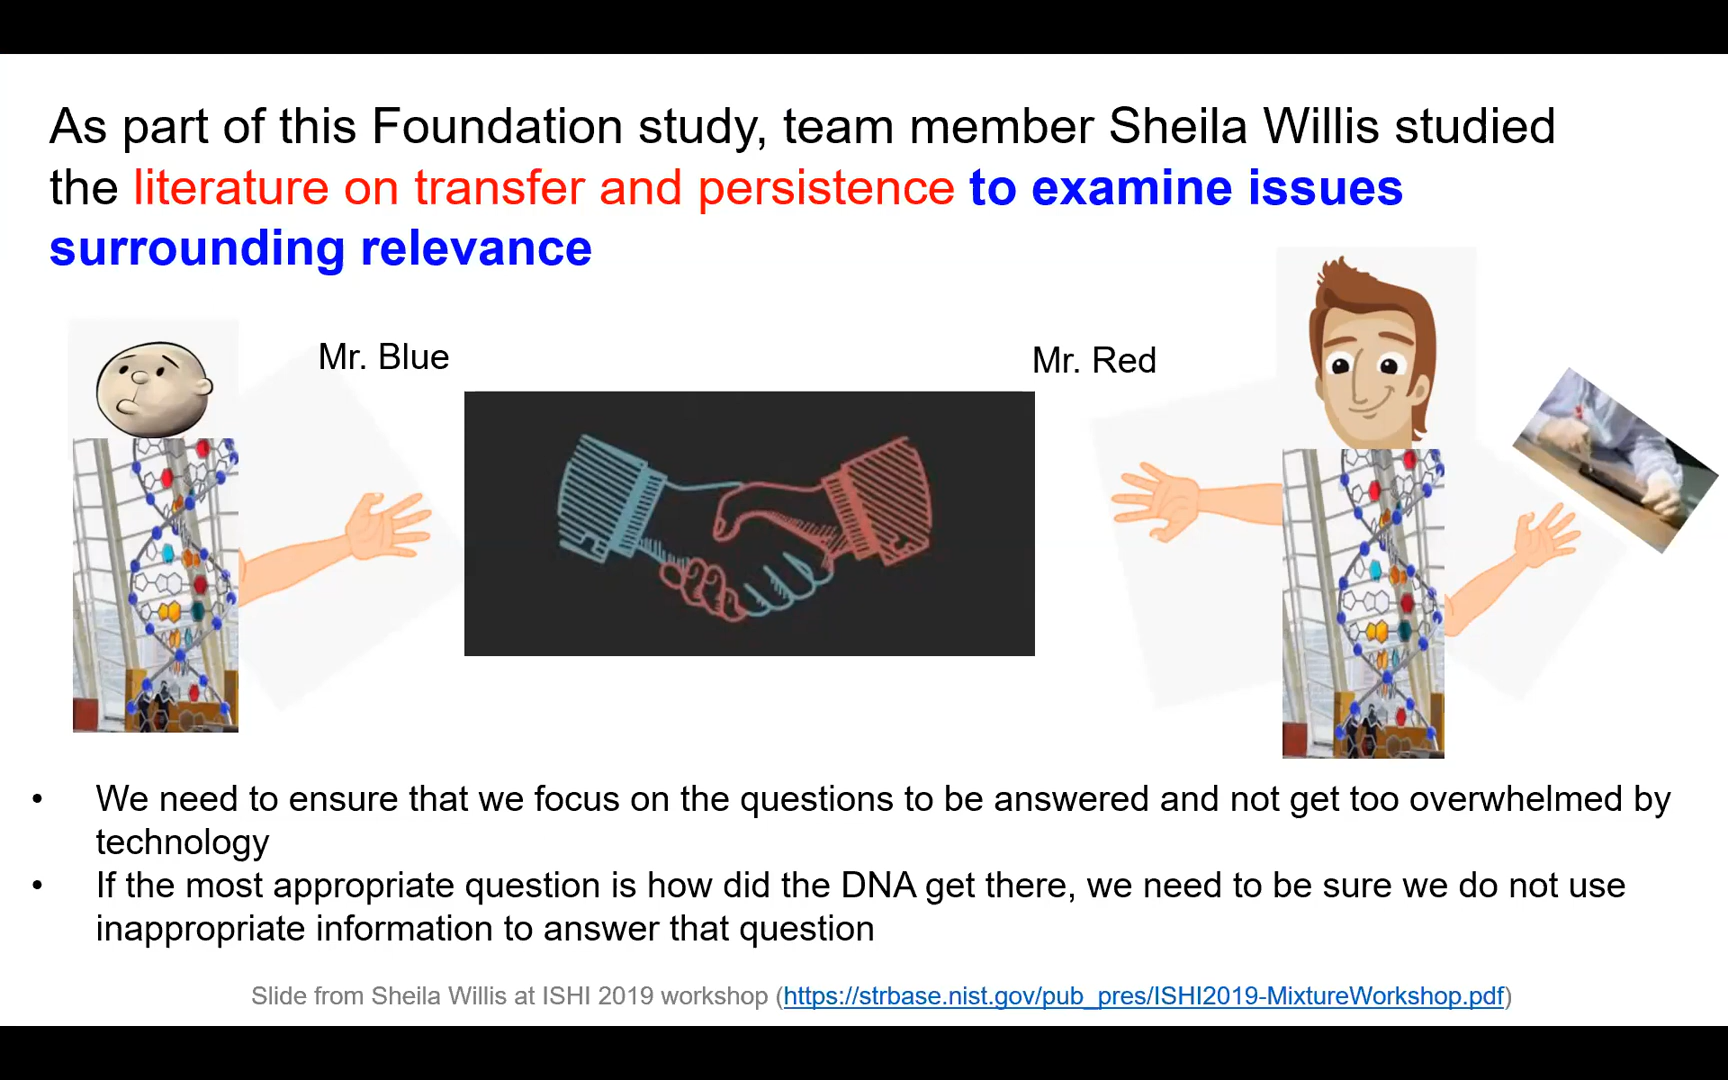 As part of this Foundation study, team member Sheila Willis studied
the literature on transfer and persistence to examine issues
surrounding relevance
Mr. Blue
Mr. Red
• We need to ensure that we focus on the questions to be answered and not get too overwhelmed by
technology
• If the most appropriate question is how did the DNA get there, we need to be sure we do not use
inappropriate information to answer that question
Slide from Sheila Willis at ISHI 2019 workshop (https://strbase.nist.gov/pub_pres/ISHI2019-MixtureWorkshop.pdf)